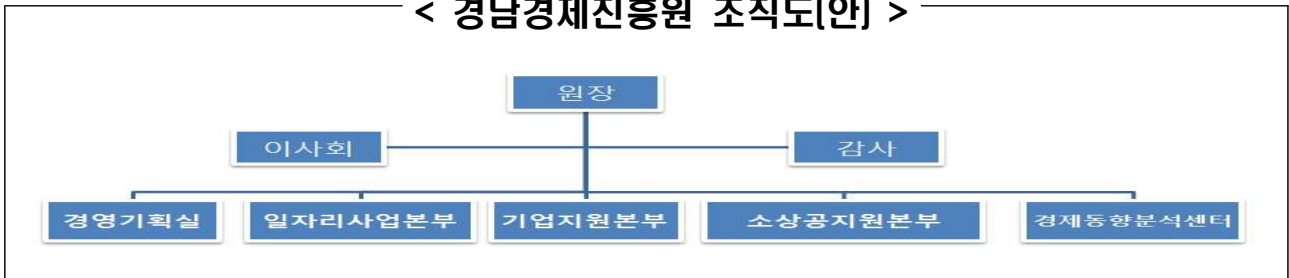 < 경남경제진흥원 조직도(안) >
원장
이사회 감사
경영기획실 일자리사업본부 기업지원본부 소상공지원본부 경제동향분석센터